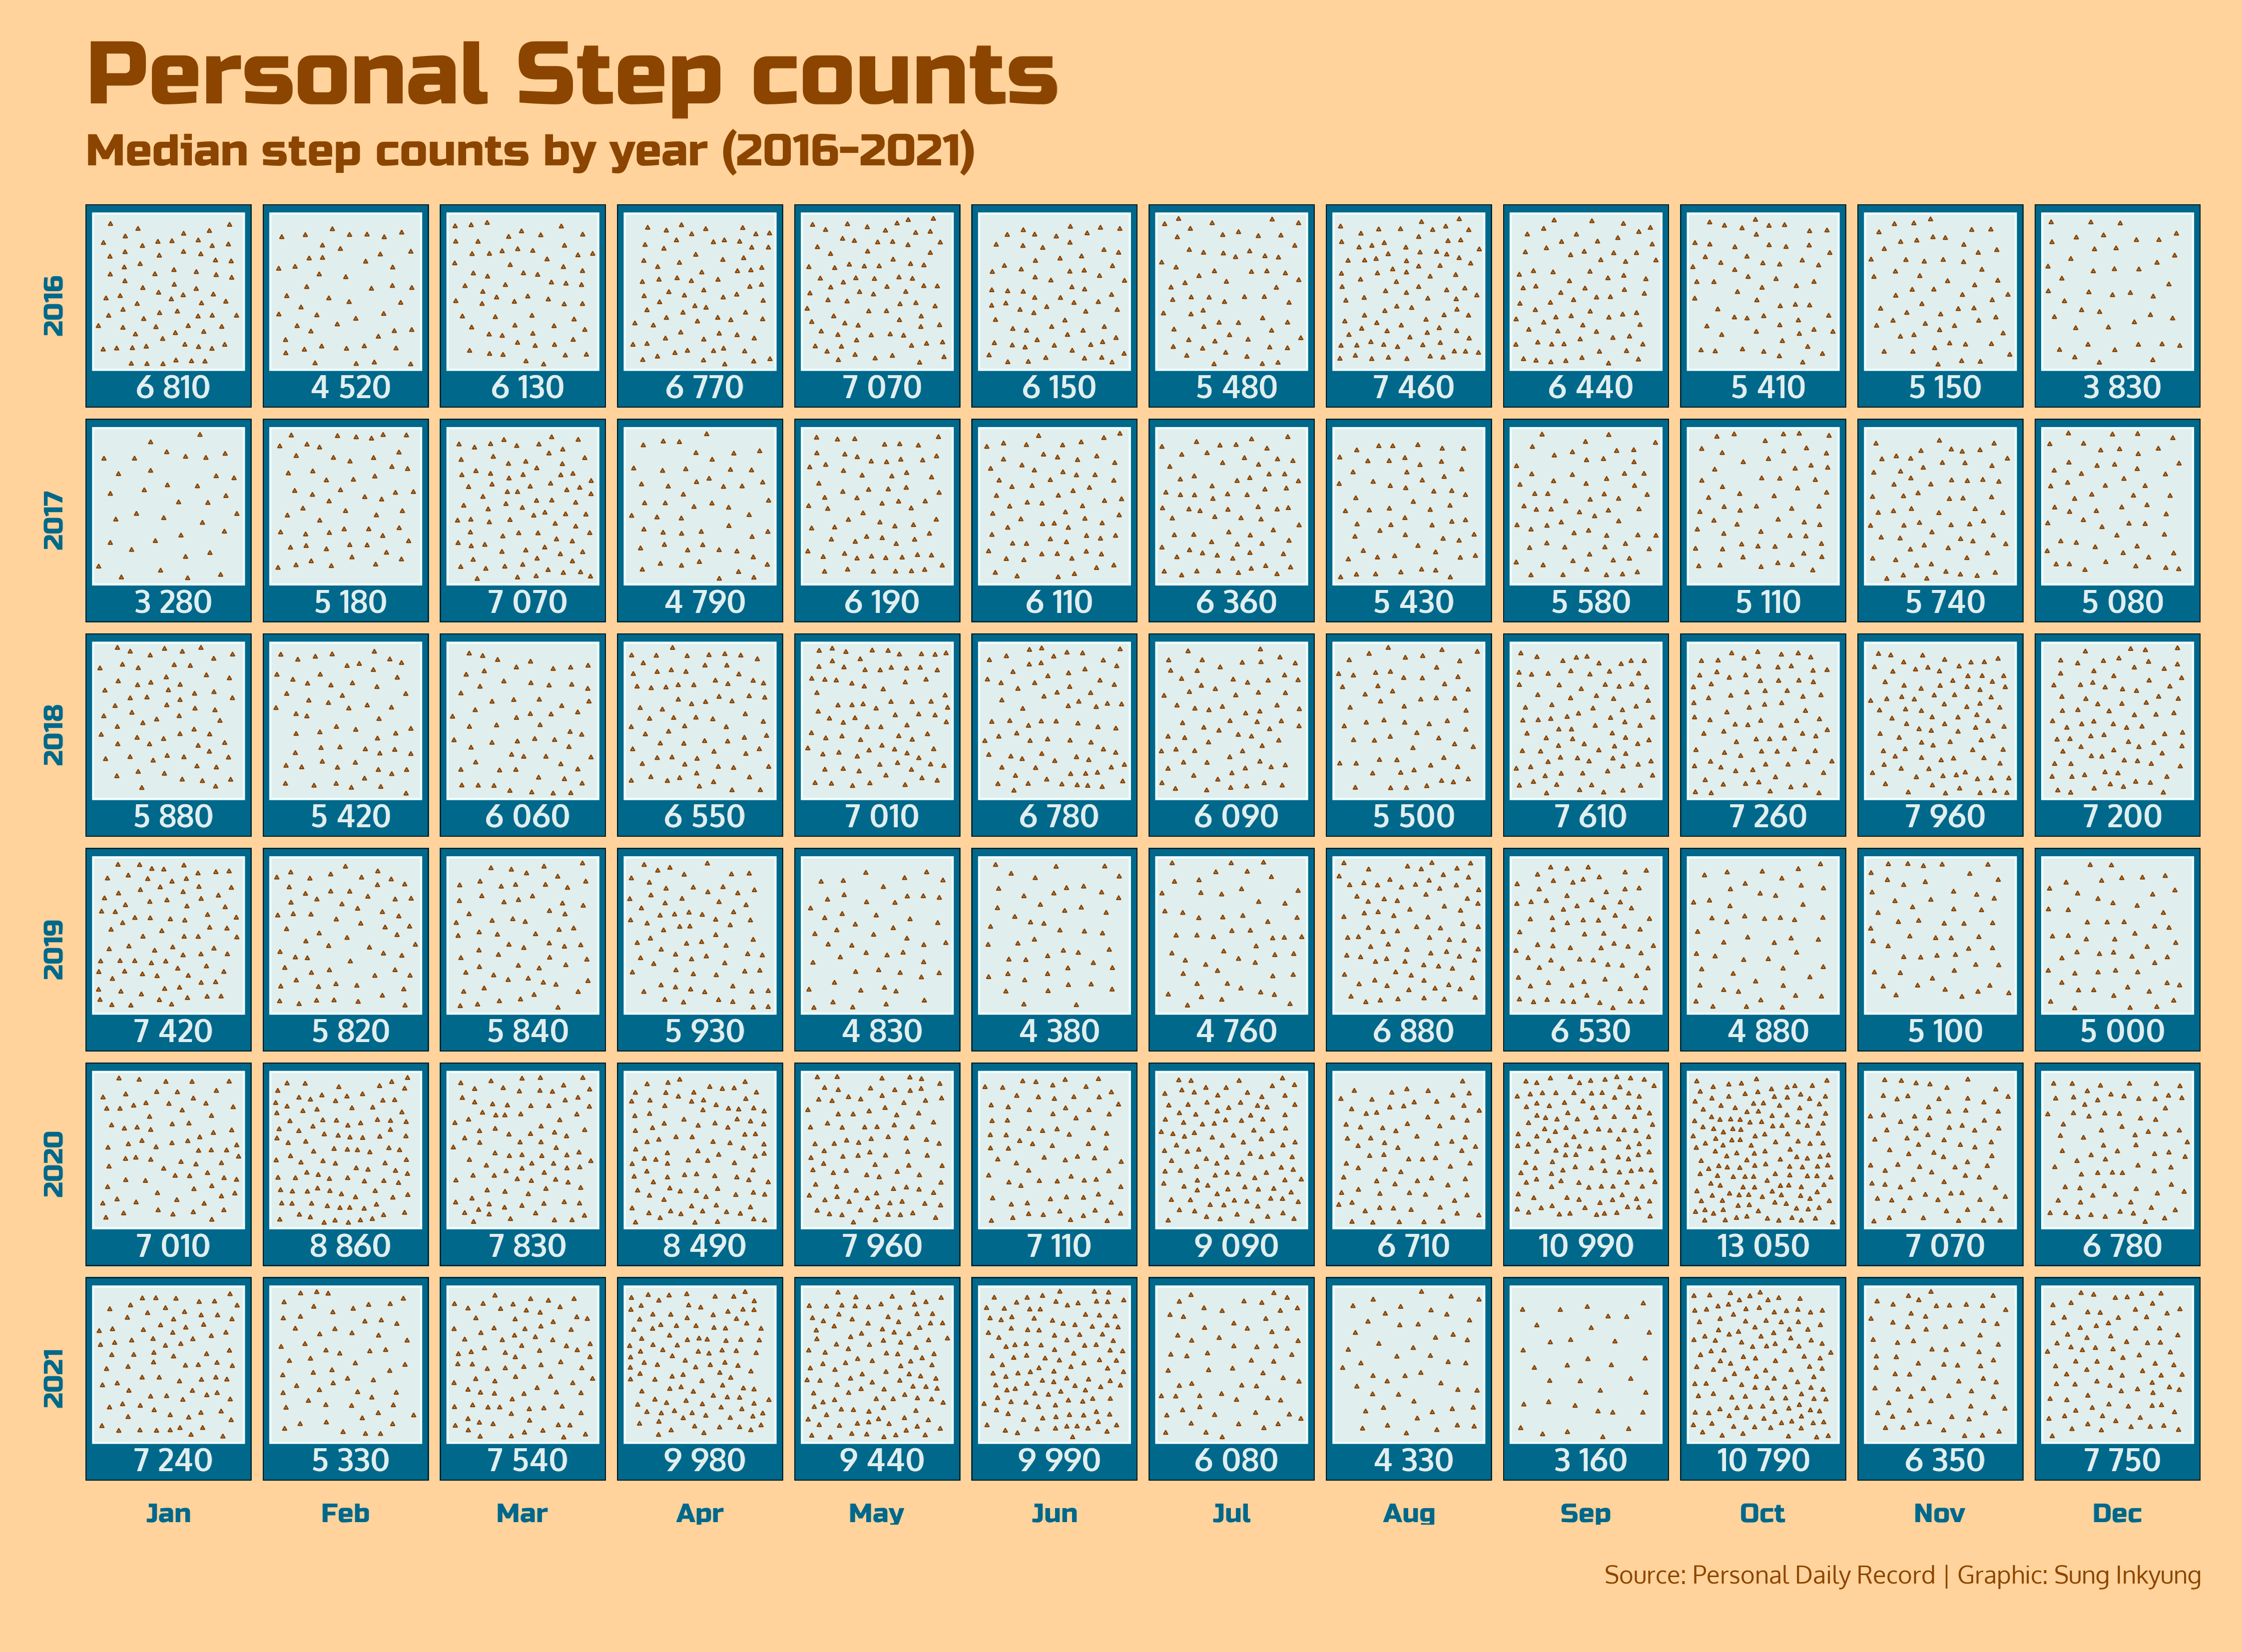 Personal Step counts
Median step counts by year (2016-2021)
2016
6 810 4 520 6 130 6 770 7 070 6 150 5 480 7 460 6 440 5 410 5 150 3 830
2017
3 280 5 180 7 070 4 790 6 190 6 110 6 360 5 430 5 580 5 110 5 740 5 080
2018
5 880 5 420 6 060 6 550 7 010 6 780 6 090 5 500 7 610 7 260 7 960 7 200
2019
7 420 5 820 5 840 5 930 4 830 4 380 4 760 6 880 6 530 4 880 5 100 5 000
2020
7 010 8 860 7 830 8 490 7 960 7 110 9 090 6 710 10 990 13 050 7 070 6 780
2021
7 240 5 330 7 540 9 980 9 440 9 990 6 080 4 330 3 160 10 790 6 350 7 750
Jan Feb Mar Apr May Jun Jul Aug Sep Oct Nov Dec
Source: Personal Daily Record | Graphic: Sung Inkyung